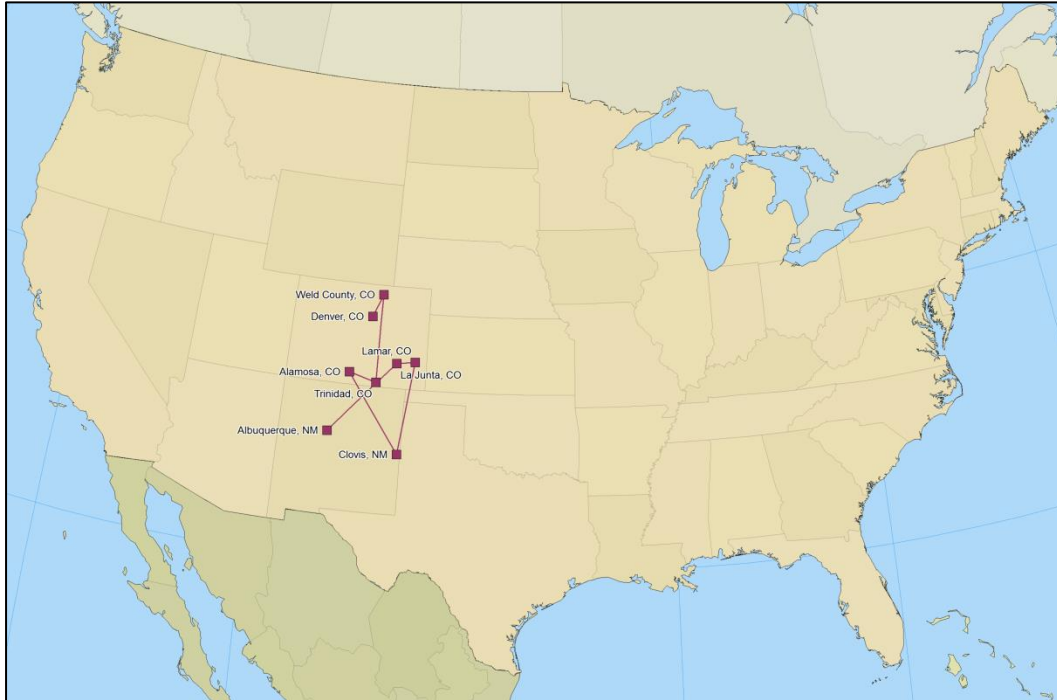 Weld County, CO
Denver, CO
Lamar, CO
Alamosa, CO
La Junta, CO
Trinidad, CO
Albuquerque, NM
Clovis, NM